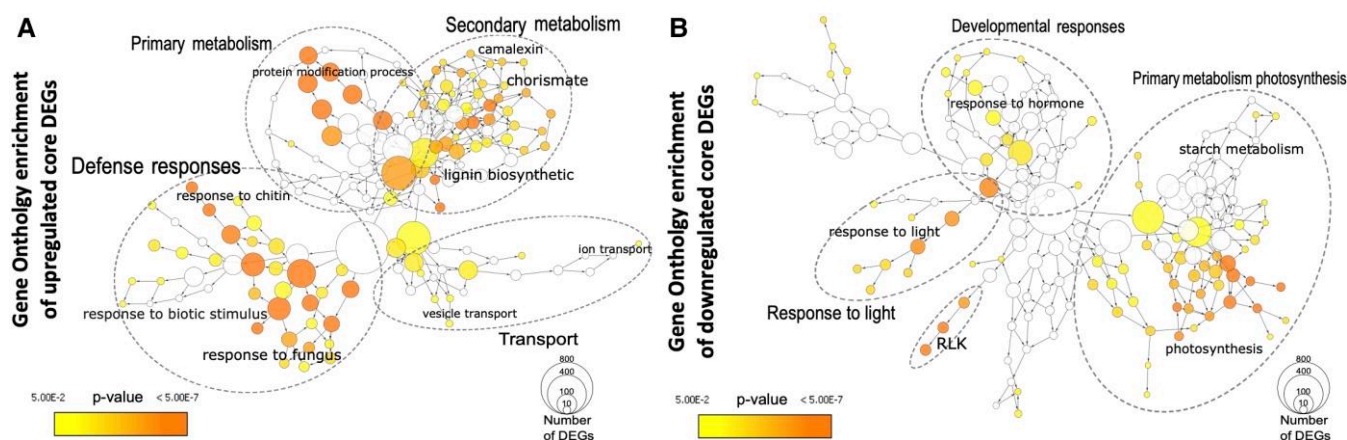 A
Gene Onthology enrichment
of upregulated core DEGs
Primary metabolism
protein modification process
Secondary metabolism
camalexin
chorismate
lignin biosynthetic
Defense responses
response to chitin
response to biotic stimulus
response to fungus
ion transport
vesicle transport
Transport
5.00E-2 p-value < 5.00E-7
800
400
100
10
Number
of DEGs
B
Gene Onthology enrichment
of downregulated core DEGs
Developmental responses
response to hormone
Primary metabolism photosynthesis
starch metabolism
response to light
Response to light
RLK
photosynthesis
5.00E-2 p-value < 5.00E-7
800
400
100
10
Number
of DEGs